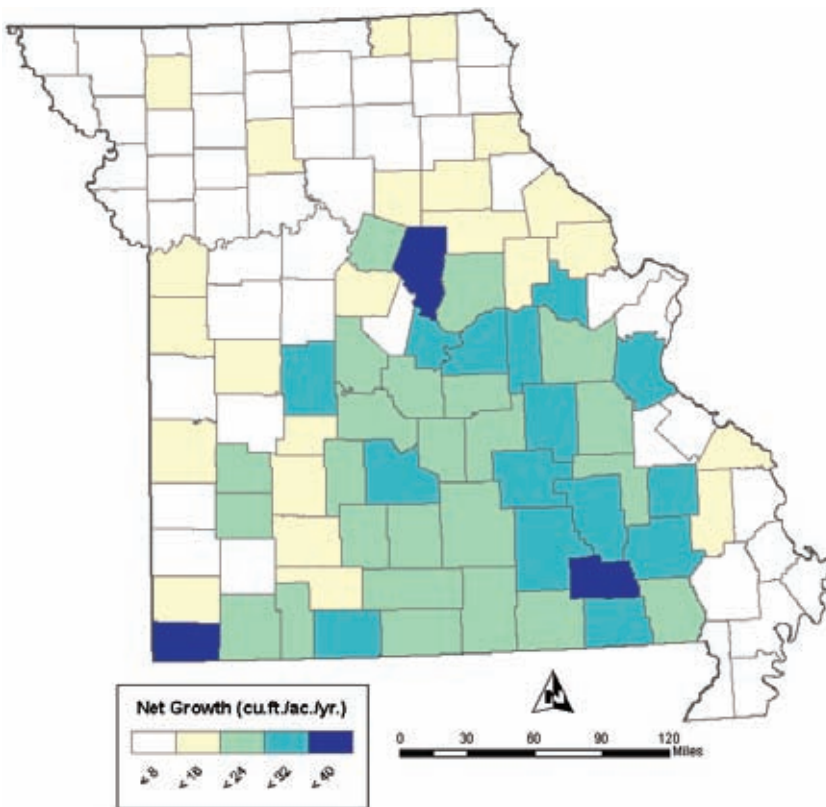 N
Net Growth (cu.ft./ac./yr.)
< 8
< 16
< 24
< 32
< 40
0 30 60 90 120
Miles